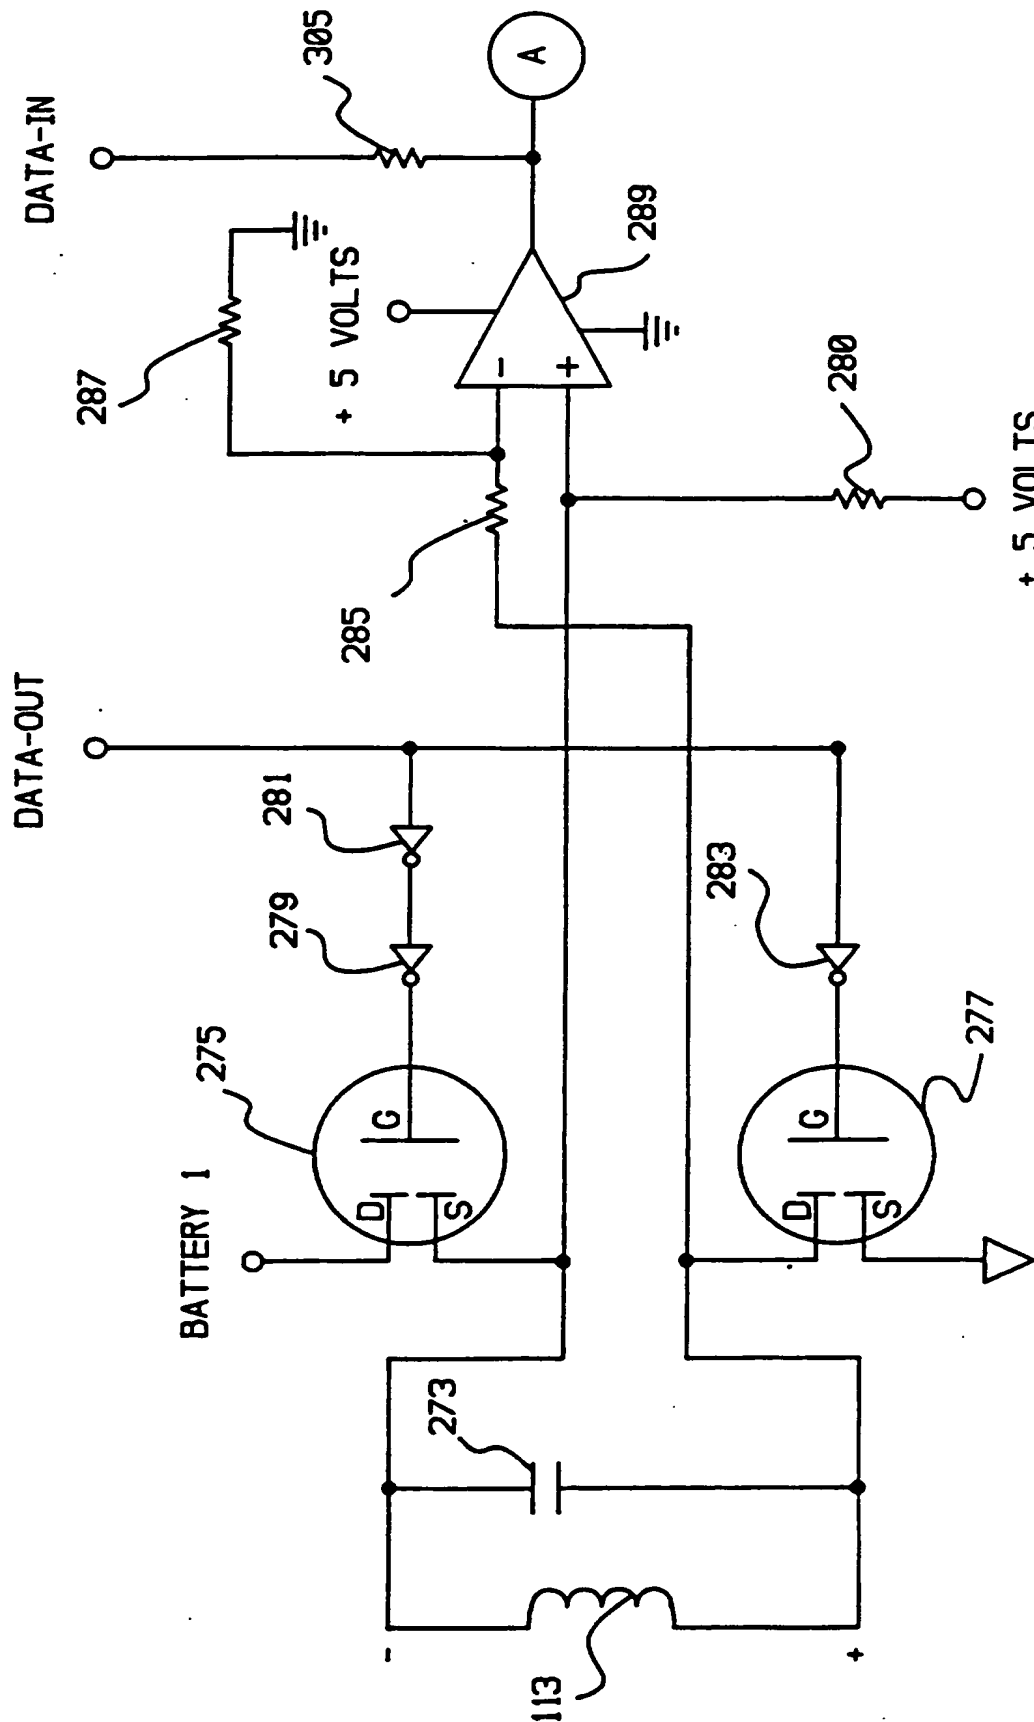 DATA-IN
305
A
287
+ 5 VOLTS
289
-
+
285
280
+ 5 VOLTS
DATA-OUT
281
279
283
275
G
D
S
277
G
D
S
BATTERY 1
273
-
+
113